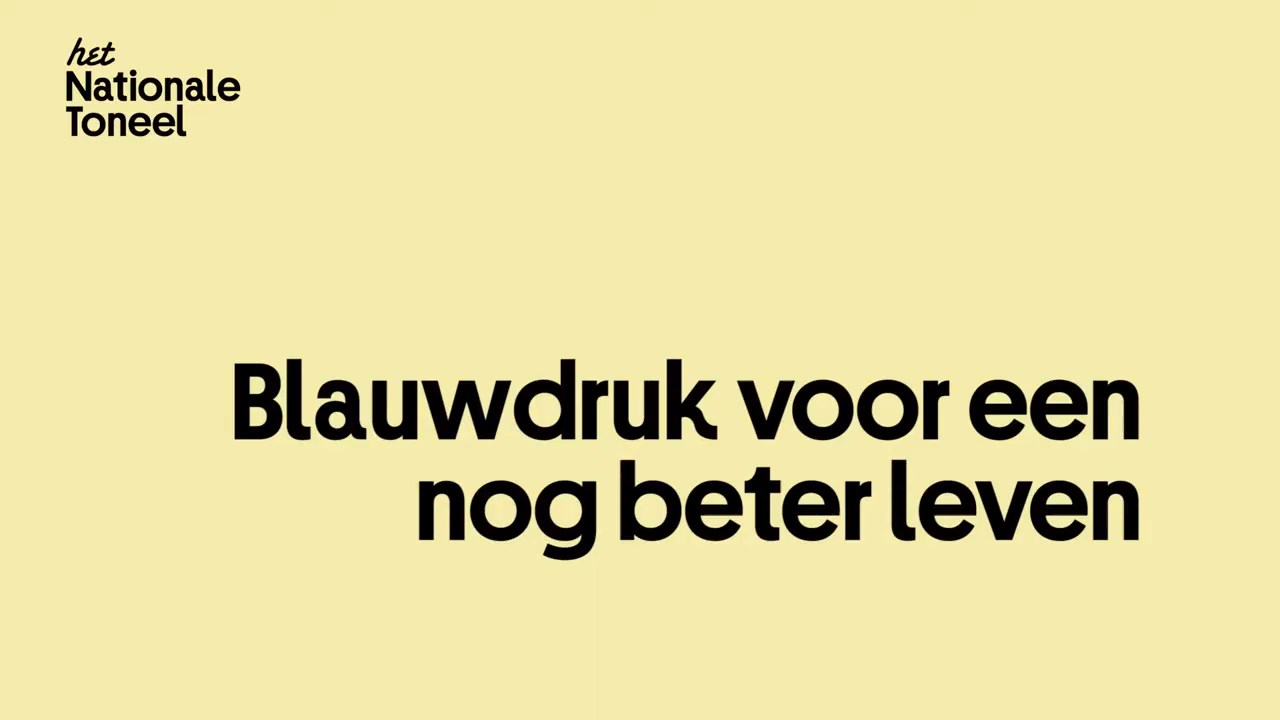 het
Nationale
Toneel
Blauwdruk voor een
nog beter leven